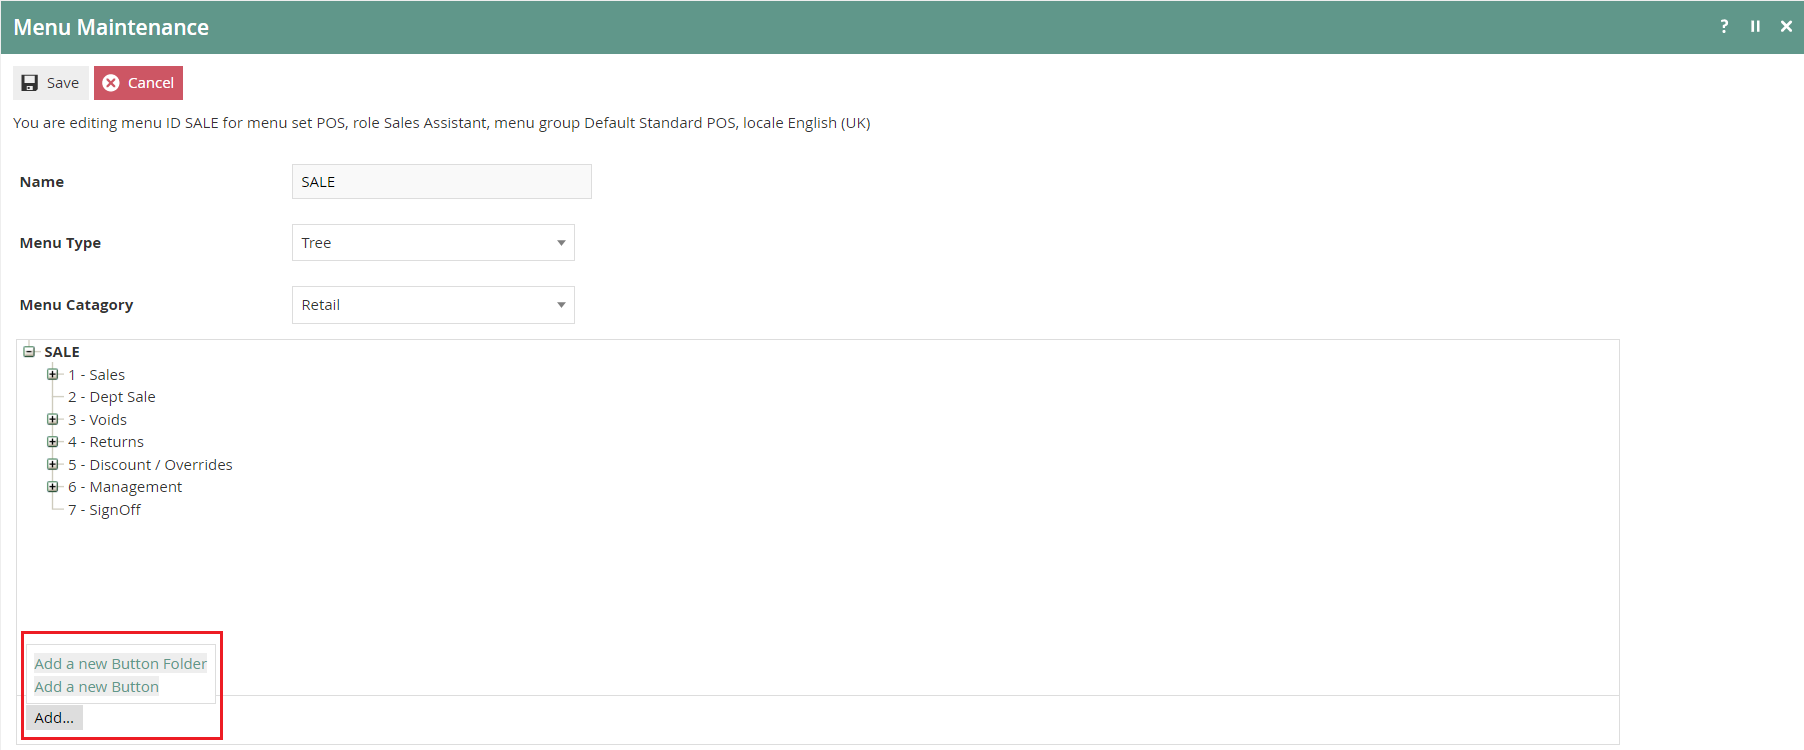 Menu Maintenance
?
Save
Cancel
You are editing menu ID SALE for menu set POS, role Sales Assistant, menu group Default Standard POS, locale English (UK)
Name
SALE
Menu Type
Tree
Menu Catagory
Retail
SALE
1 - Sales
2 - Dept Sale
3 - Voids
4 - Returns
5 - Discount / Overrides
6 - Management
7 - SignOff
Add a new Button Folder
Add a new Button
Add...